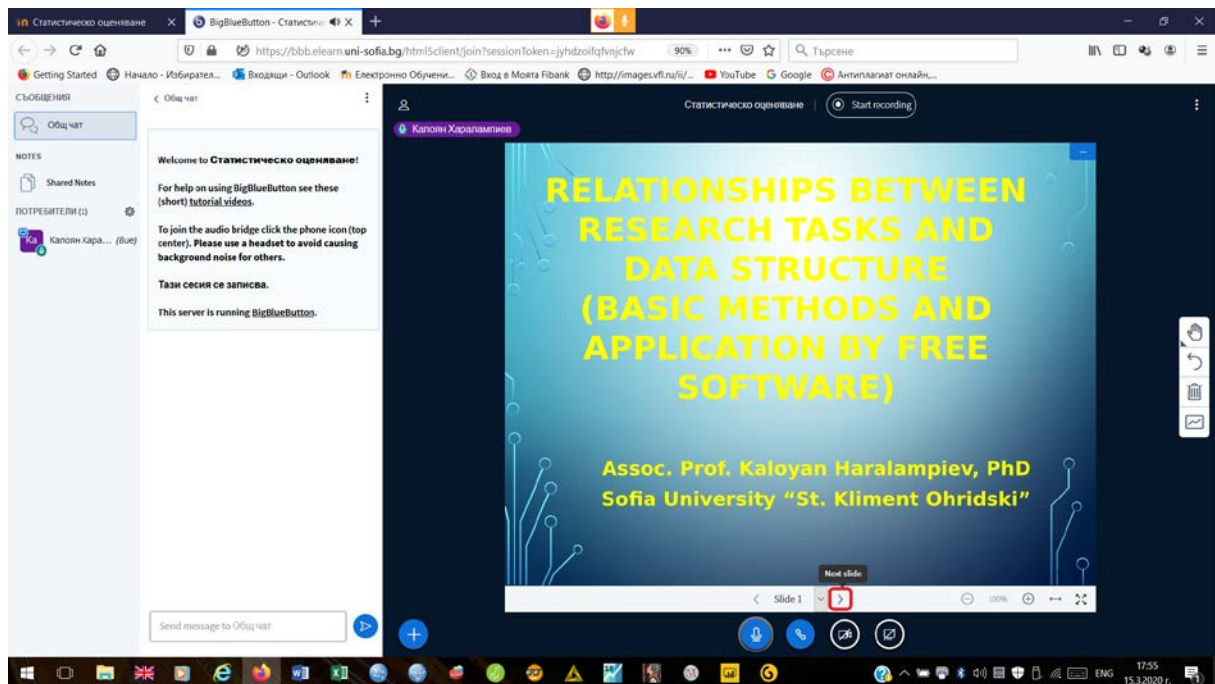 Статистическо оценяване
BigBlueButton - Статистиче
https://bbb.elearn.uni-sofia.bg/html5client/join?sessionToken=jyhdzoilfqfvnjcfw
90%
Търсене
Getting Started
Начало - Избирател...
Входящи - Outlook
Електронно Обучени...
Вход в Моята Fibank
http://images.vfl.ru/ii/...
YouTube
Google
Антиплагиат онлайн,...
СЪОБЩЕНИЯ
Общ чат
NOTES
Shared Notes
ПОТРЕБИТЕЛИ (1)
Ка
Калоян Хара... (Вие)
Общ чат
Welcome to Статистическо оценяване!
For help on using BigBlueButton see these
(short) tutorial videos.
To join the audio bridge click the phone icon (top
center). Please use a headset to avoid causing
background noise for others.
Тази сесия се записва.
This server is running BigBlueButton.
Send message to Общ чат
Статистическо оценяване
Start recording
Калоян Харалампиев
RELATIONSHIPS BETWEEN
RESEARCH TASKS AND
DATA STRUCTURE
(BASIC METHODS AND
APPLICATION BY FREE
SOFTWARE)
Assoc. Prof. Kaloyan Haralampiev, PhD
Sofia University “St. Kliment Ohridski”
Next slide
Slide 1
100%
ENG
17:55
15.3.2020 г.